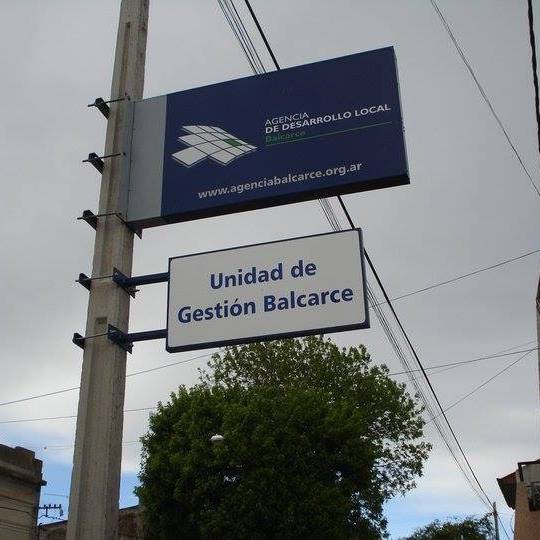 AGENCIA
DE DESARROLLO LOCAL
Balcarce
www.agenciabalcarce.org.ar
Unidad de
Gestión Balcarce